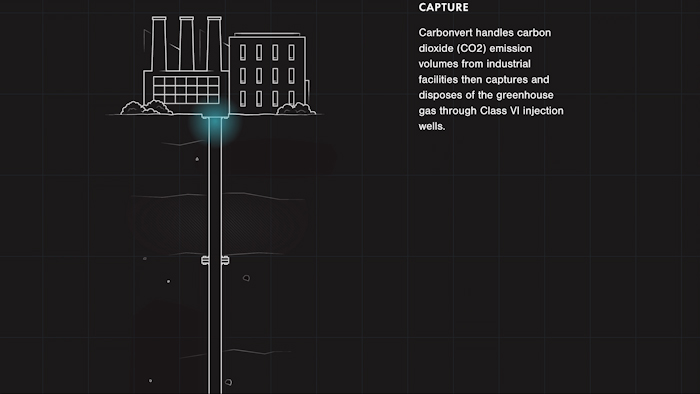 CAPTURE
Carbonvert handles carbon
dioxide (CO2) emission
volumes from industrial
facilities then captures and
disposes of the greenhouse
gas through Class VI injection
wells.